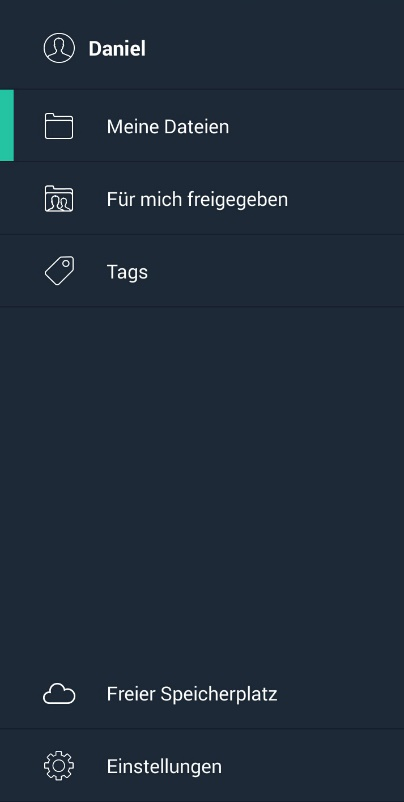 Daniel
Meine Dateien
Für mich freigegeben
Tags
Freier Speicherplatz
Einstellungen